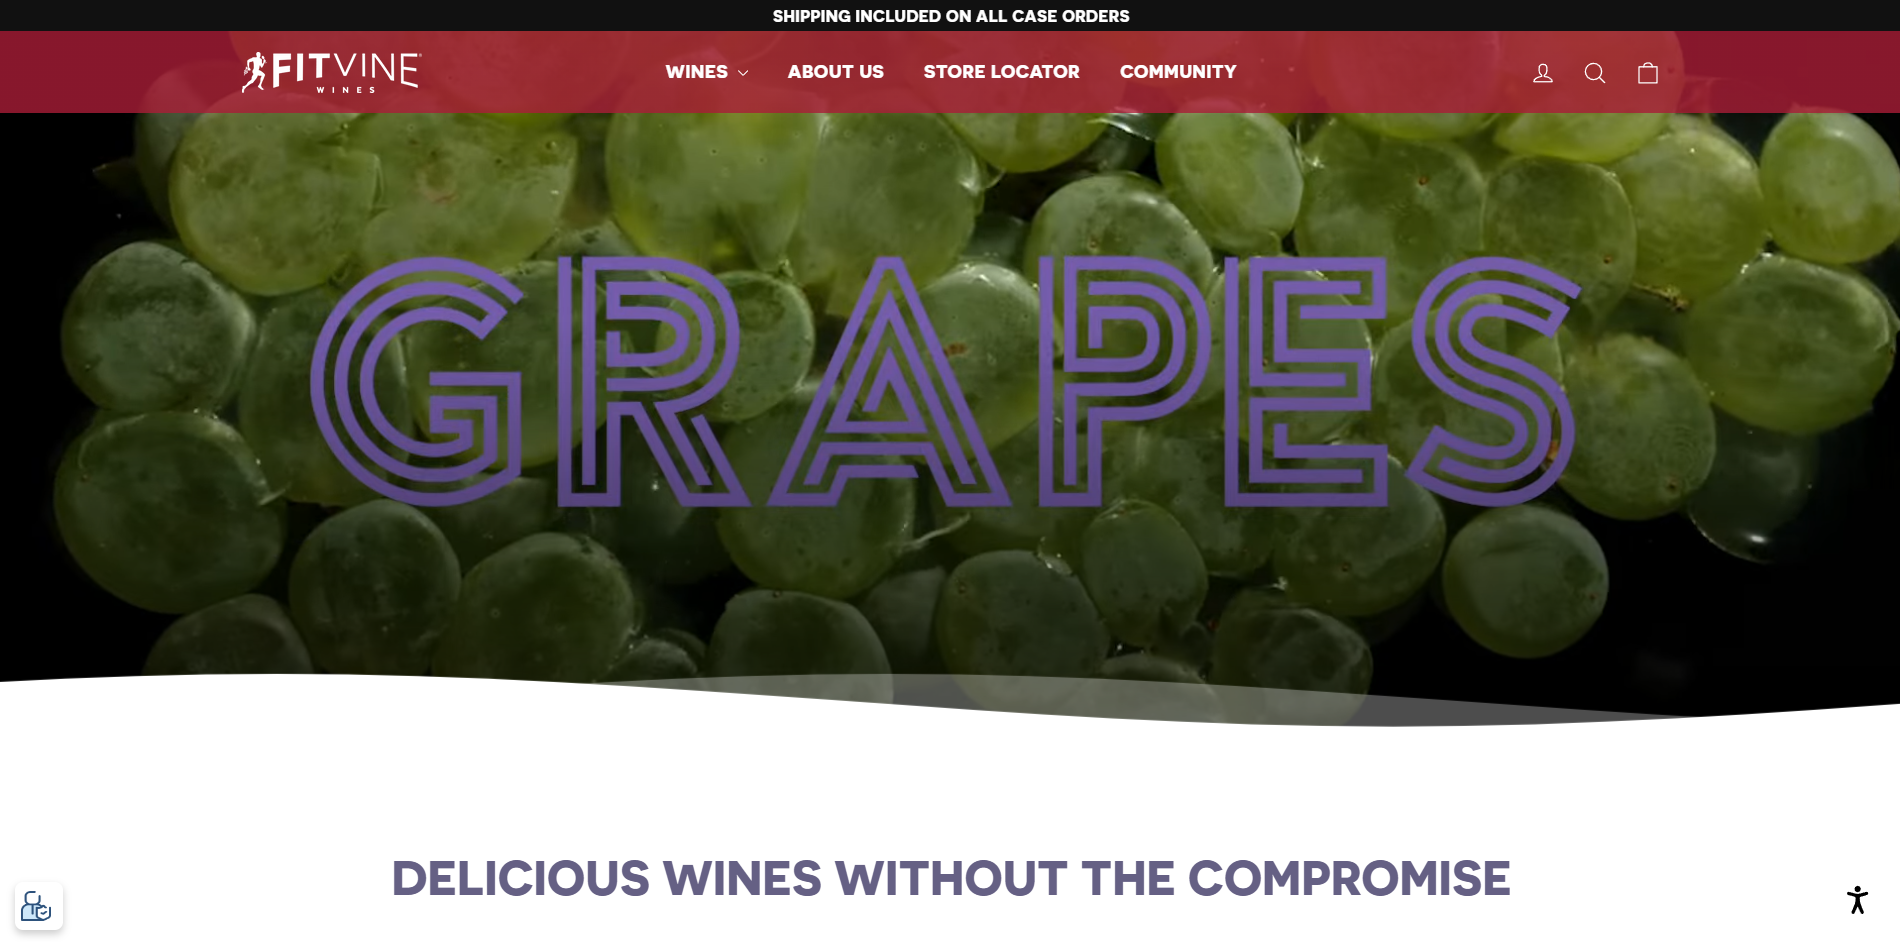 SHIPPING INCLUDED ON ALL CASE ORDERS
FITVINE®
WINES
WINES
ABOUT US
STORE LOCATOR
COMMUNITY
GRAPES
DELICIOUS WINES WITHOUT THE COMPROMISE